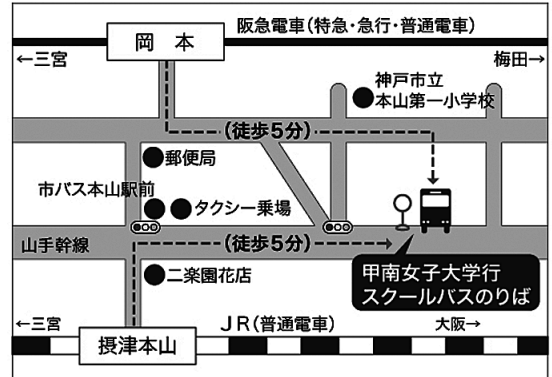 阪急電車(特急・急行・普通電車)
岡本
←三宮
梅田→
神戸市立
本山第一小学校
(徒歩5分)
郵便局
市バス本山駅前
タクシー乗場
山手幹線
(徒歩5分)
二楽園花店
甲南女子大学行
スクールバスのりば
←三宮
JR(普通電車)
大阪→
摂津本山